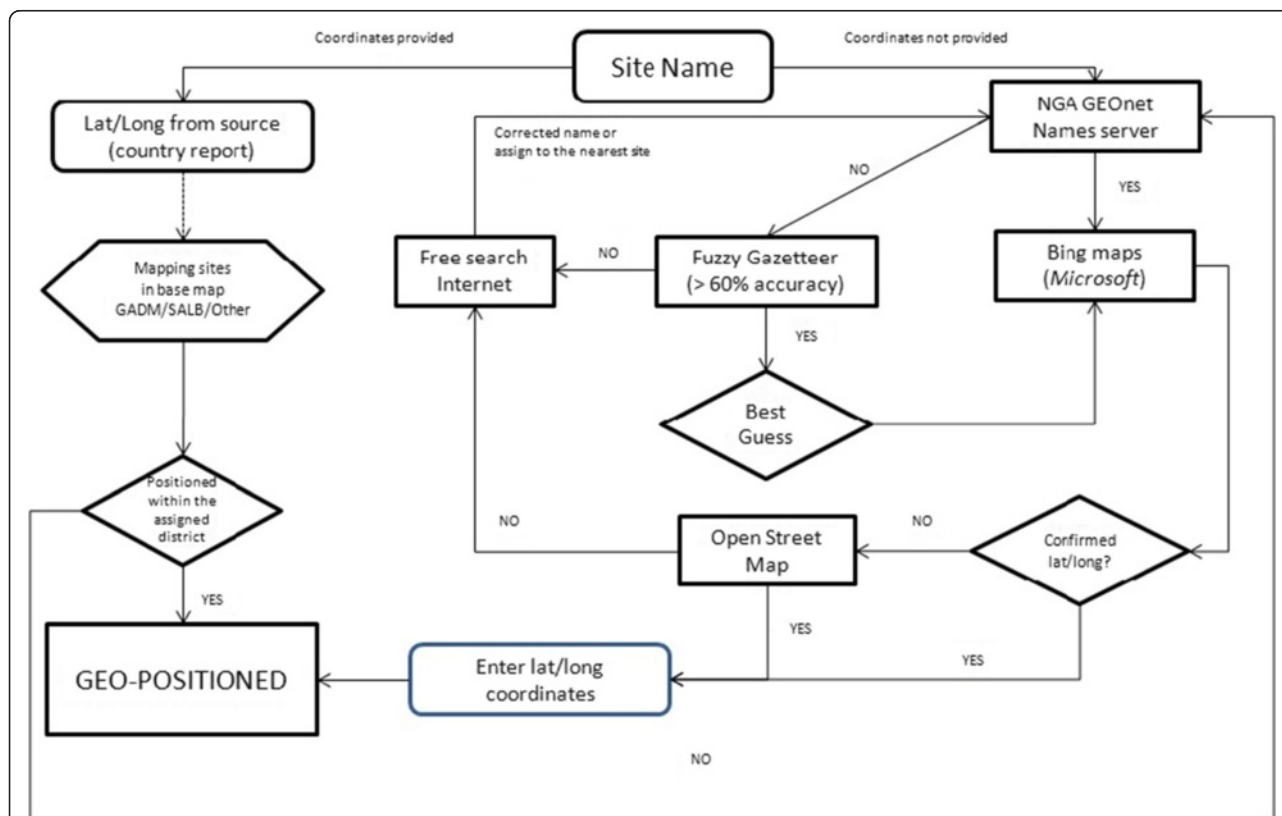 Coordinates provided
Coordinates not provided
Site Name
Lat/Long from source
(country report)
NGA GEOnet
Names server
Corrected name or
assign to the nearest site
NO
YES
Mapping sites
in base map
GADM/SALB/Other
Free search
Internet
NO
Fuzzy Gazetteer
(> 60% accuracy)
Bing maps
(Microsoft)
YES
Best
Guess
Positioned
within the
assigned
district
NO
Open Street
Map
NO
Confirmed
lat/long?
YES
YES
YES
GEO-POSITIONED
Enter lat/long
coordinates
NO